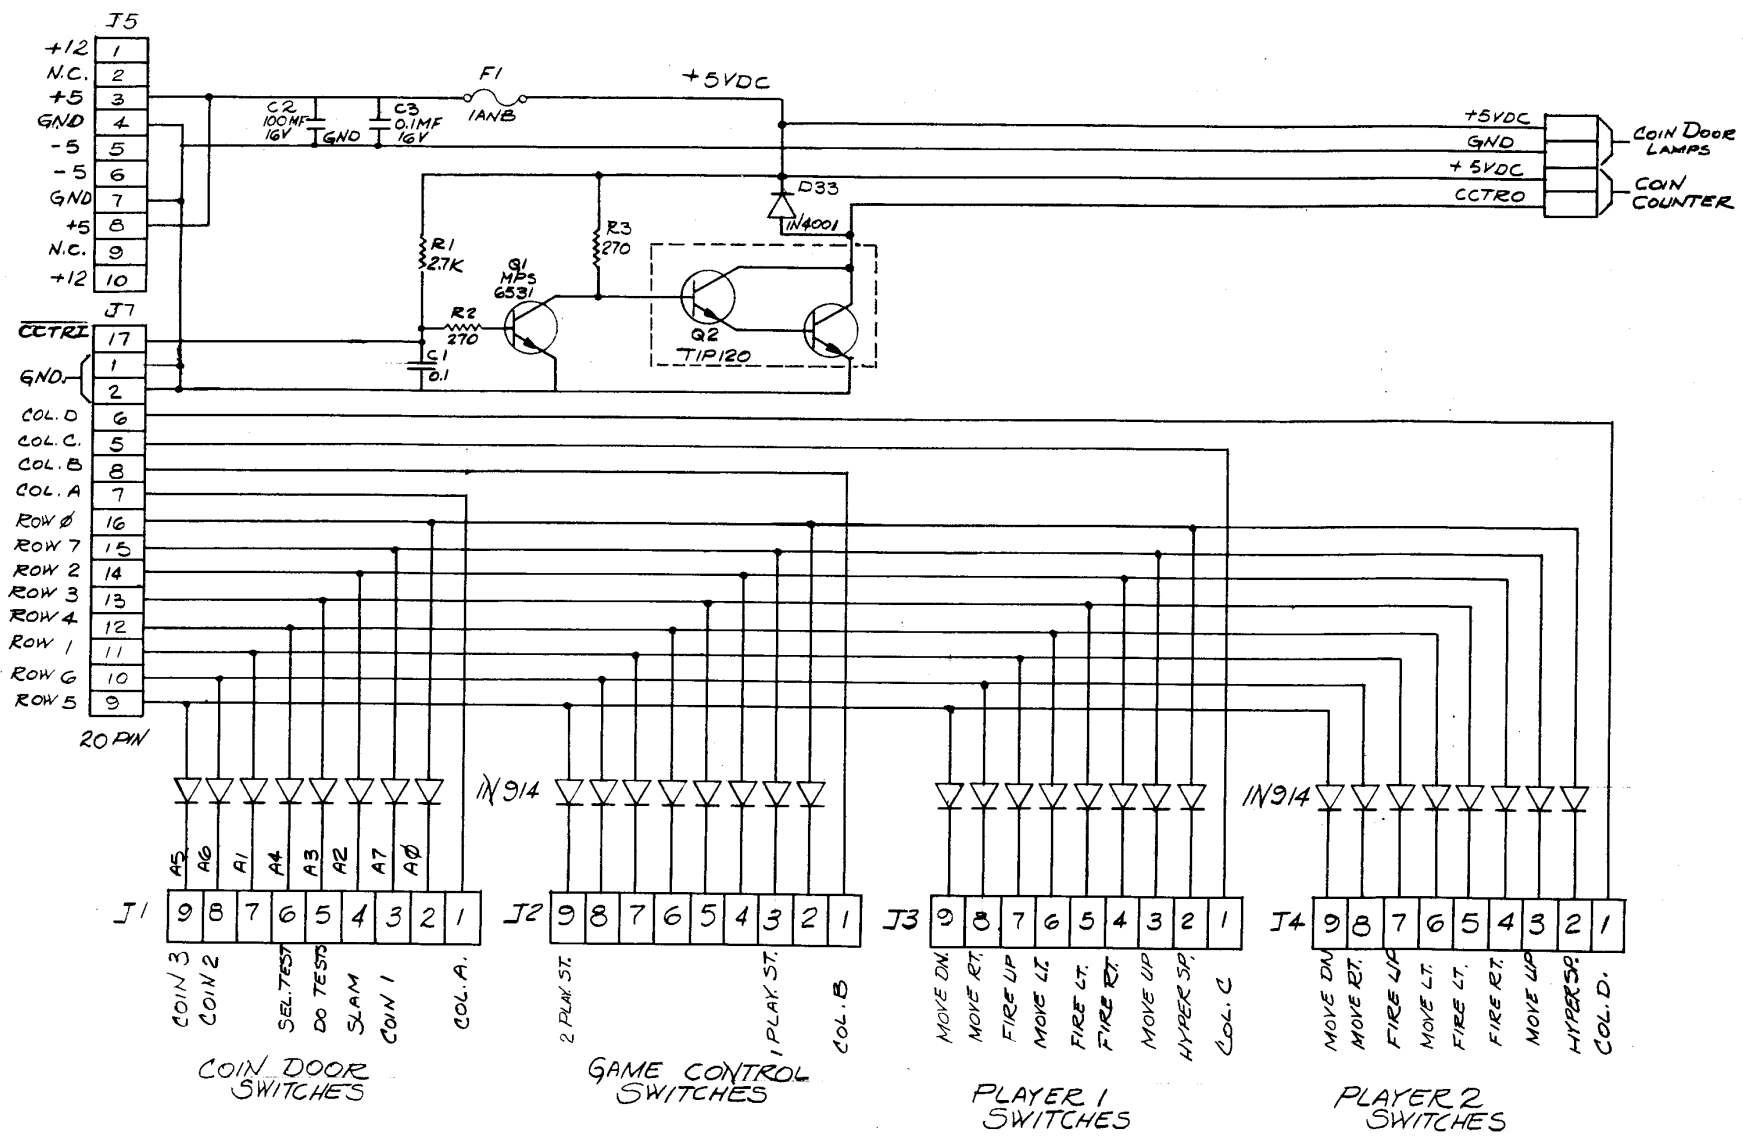 J5
+12 1
N.C. 2
+5 3
GND 4
-5 5
-5 6
GND 7
+5 8
N.C. 9
+12 10
F1
1ANB
+5VDC
C2
100MF
16V
GND
C3
0.1MF
16V
+5VDC
GND
+5VDC
CCTRO
COIN DOOR
LAMPS
COIN
COUNTER
D33
IN4001
R1
2.7K
R2
270
R3
270
Q1
MPS
6531
Q2
TIP120
C1
0.1
J7
CCTRI 17
GND. 1
2
COL. D 6
COL. C. 5
COL. B 8
COL. A 7
ROW Ø 16
ROW 7 15
ROW 2 14
ROW 3 13
ROW 4 12
ROW 1 11
ROW 6 10
ROW 5 9
20 PIN
IN914
IN914
A5 A6 A1 A4 A3 A2 A7 AØ
J1 9 8 7 6 5 4 3 2 1
J2 9 8 7 6 5 4 3 2 1
J3 9 8 7 6 5 4 3 2 1
J4 9 8 7 6 5 4 3 2 1
COIN 3
COIN 2
SEL.TEST
DO TESTS
SLAM
COIN 1
COL. A.
2 PLAY. ST.
1 PLAY. ST.
COL. B
MOVE DN.
MOVE RT.
FIRE UP
MOVE LT.
FIRE LT.
FIRE RT.
MOVE UP
HYPER SP.
COL. C
MOVE DN
MOVE RT.
FIRE UP
MOVE LT.
FIRE LT.
FIRE RT.
MOVE UP
HYPER SP.
COL. D.
COIN DOOR
SWITCHES
GAME CONTROL
SWITCHES
PLAYER 1
SWITCHES
PLAYER 2
SWITCHES